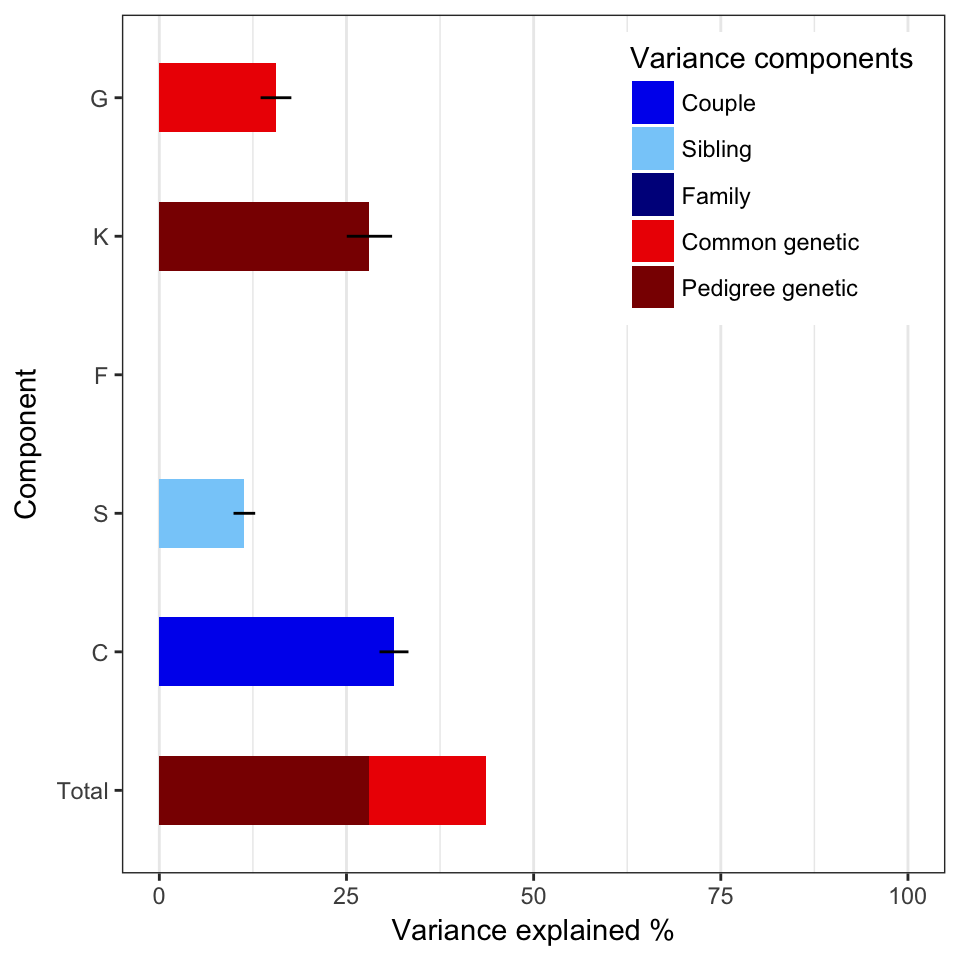 Variance components
Couple
Sibling
Family
Common genetic
Pedigree genetic
G
K
F
S
C
Total
Component
0 25 50 75 100
Variance explained %